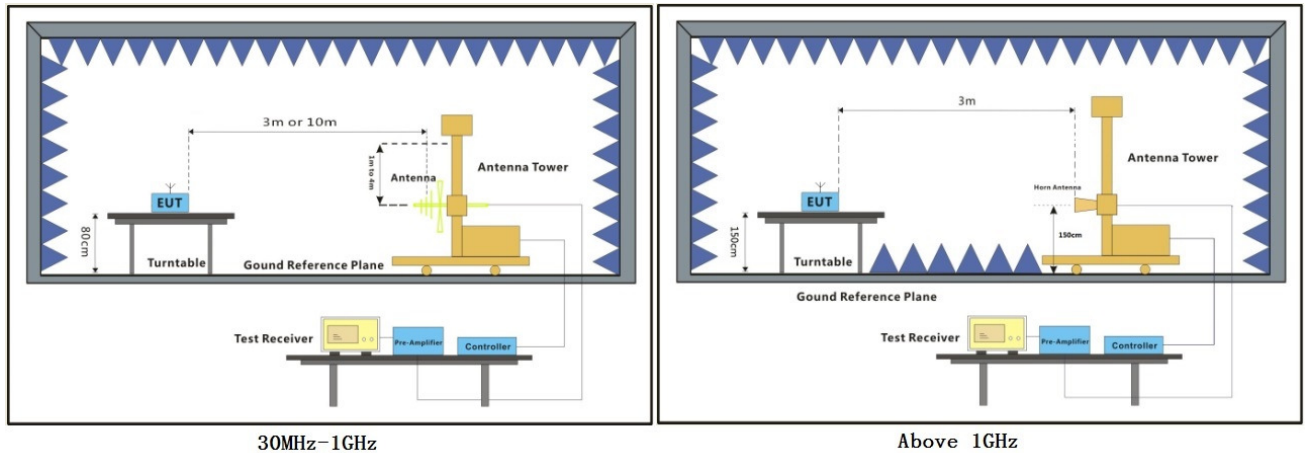 3m or 10m
1m to 4m
Antenna
Antenna Tower
EUT
80cm
Turntable
Gound Reference Plane
Test Receiver
Pre-Amplifier
Controller
30MHz-1GHz
3m
Antenna Tower
Horn Antenna
EUT
150cm
150cm
Turntable
Gound Reference Plane
Test Receiver
Pre-Amplifier
Controller
Above 1GHz